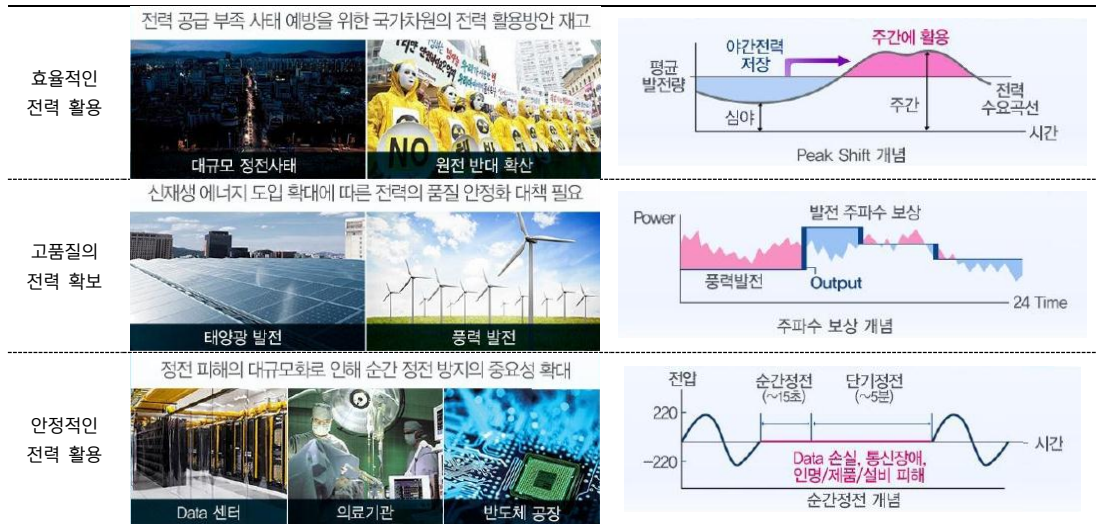 전력 공급 부족 사태 예방을 위한 국가차원의 전력 활용방안 재고
효율적인
전력 활용
NO
대규모 정전사태
원전 반대 확산
야간전력
저장
주간에 활용
평균
발전량
심야
주간
전력
수요곡선
시간
Peak Shift 개념
신재생 에너지 도입 확대에 따른 전력의 품질 안정화 대책 필요
고품질의
전력 확보
태양광 발전
풍력 발전
Power
발전 주파수 보상
풍력발전
Output
24 Time
주파수 보상 개념
정전 피해의 대규모화로 인해 순간 정전 방지의 중요성 확대
안정적인
전력 활용
Data 센터
의료기관
반도체 공장
전압
순간정전
(~15초)
단기정전
(~5분)
220
-220
시간
Data 손실, 통신장애,
인명/제품/설비 피해
순간정전 개념